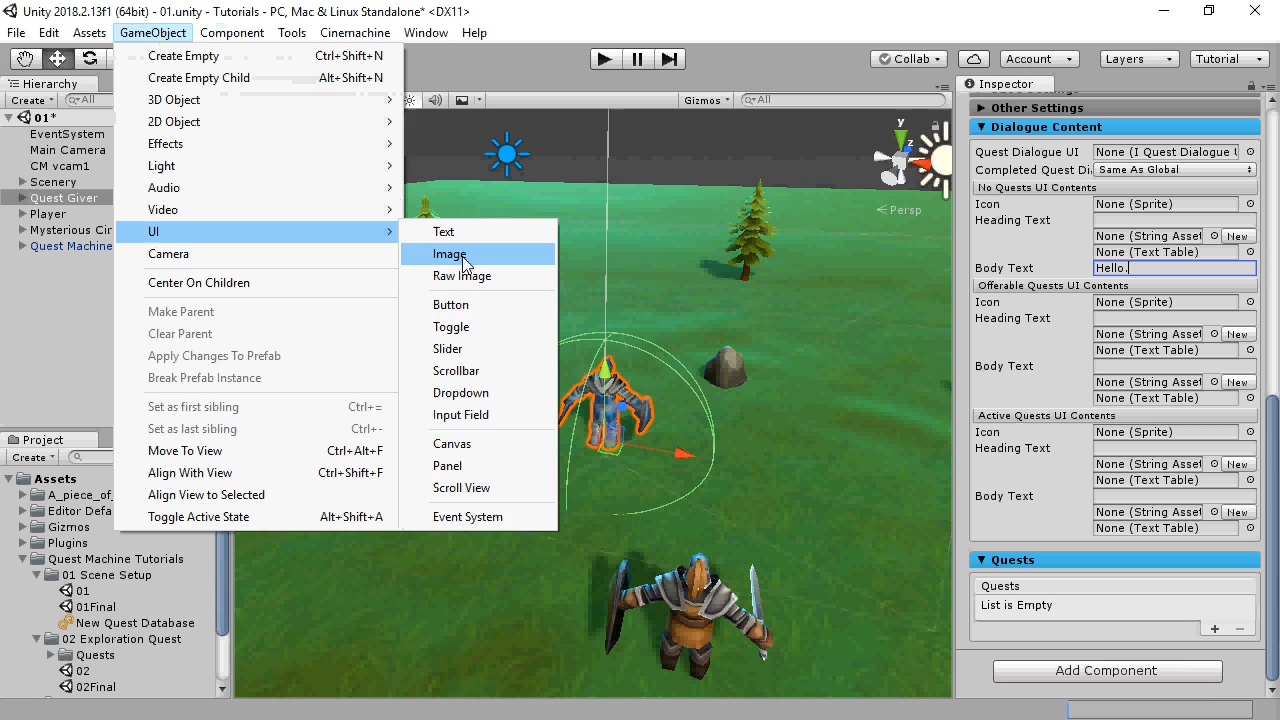 Unity 2018.2.13f1 (64bit) - 01.unity - Tutorials - PC, Mac & Linux Standalone* <DX11>
File Edit Assets GameObject Component Tools Cinemachine Window Help
Collab Account Layers Tutorial
Hierarchy
Create All
01*
EventSystem
Main Camera
CM vcam1
Scenery
Quest Giver
Player
Mysterious Cir
Quest Machine
Create Empty Ctrl+Shift+N
Create Empty Child Alt+Shift+N
3D Object
2D Object
Effects
Light
Audio
Video
UI
Camera
Center On Children
Make Parent
Clear Parent
Apply Changes To Prefab
Break Prefab Instance
Set as first sibling Ctrl+=
Set as last sibling Ctrl+-
Move To View Ctrl+Alt+F
Align With View Ctrl+Shift+F
Align View to Selected
Toggle Active State Alt+Shift+A
Text
Image
Raw Image
Button
Toggle
Slider
Scrollbar
Dropdown
Input Field
Canvas
Panel
Scroll View
Event System
Gizmos All
y
z
Persp
Project
Create
Assets
A_piece_of_
Editor Defa
Gizmos
Plugins
Quest Machine Tutorials
01 Scene Setup
01
01Final
New Quest Database
02 Exploration Quest
Quests
02
02Final
Inspector
Other Settings
Dialogue Content
Quest Dialogue UI None (I Quest Dialogue U
Completed Quest Di Same As Global
No Quests UI Contents
Icon None (Sprite)
Heading Text
None (String Asset New
None (Text Table)
Body Text Hello.
Offerable Quests UI Contents
Icon None (Sprite)
Heading Text
None (String Asset New
None (Text Table)
Body Text
None (String Asset New
None (Text Table)
Active Quests UI Contents
Icon None (Sprite)
Heading Text
None (String Asset New
None (Text Table)
Body Text
None (String Asset New
None (Text Table)
Quests
Quests
List is Empty
+ −
Add Component